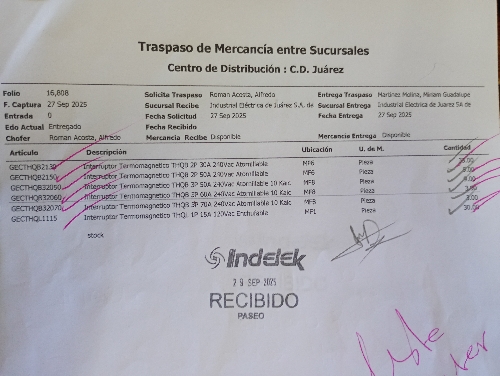 Traspaso de Mercancía entre Sucursales
Centro de Distribución : C.D. Juárez
Folio 16,808 Solicita Traspaso Roman Acosta, Alfredo Entrega Traspaso Martínez Molina, Miriam Guadalupe
F. Captura 27 Sep 2025 Sucursal Recibe Industrial Eléctrica de Juárez S.A. de Sucursal Entrega Industrial Eléctrica de Juárez SA de
Entrada 0 Fecha Solicitud 27 Sep 2025 Fecha Entrega 27 Sep 2025
Edo Actual Entregado Fecha Recibido
Chofer Roman Acosta, Alfredo Mercancia Recibe Disponible Mercancia Entrega Disponible
Artículo Descripción Ubicación U. de M. Cantidad
GECTHQB2130 Interruptor Termomagnetico THQB 2P 30A 240Vac Atornillable MF6 Pieza
GECTHQB2150 Interruptor Termomagnetico THQB 2P 50A 240Vac Atornillable MF6 Pieza
GECTHQB32050 Interruptor Termomagnetico THQB 3P 50A 240Vac Atornillable 10 Kaic MF8 Pieza
GECTHQB32060 Interruptor Termomagnetico THQB 3P 60A 240Vac Atornillable 10 Kaic MF8 Pieza
GECTHQB32070 Interruptor Termomagnetico THQB 3P 70A 240Vac Atornillable 10 Kaic MF8 Pieza
GECTHQL1115 Interruptor Termomagnetico THQL 1P 15A 120Vac Enchufable MF1 Pieza 30.00
stock
Indelek
29 SEP 2025
RECIBIDO
PASEO